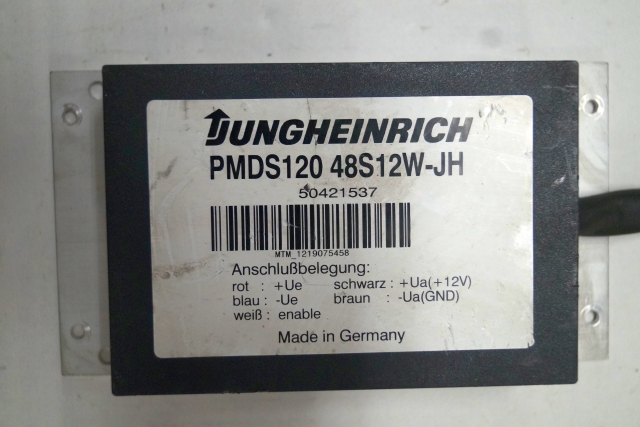 JUNGHEINRICH
PMDS120 48S12W-JH
50421537
MTM_1219075458
Anschlußbelegung:
rot : +Ue schwarz : +Ua(+12V)
blau : -Ue braun : -Ua(GND)
weiß : enable
Made in Germany